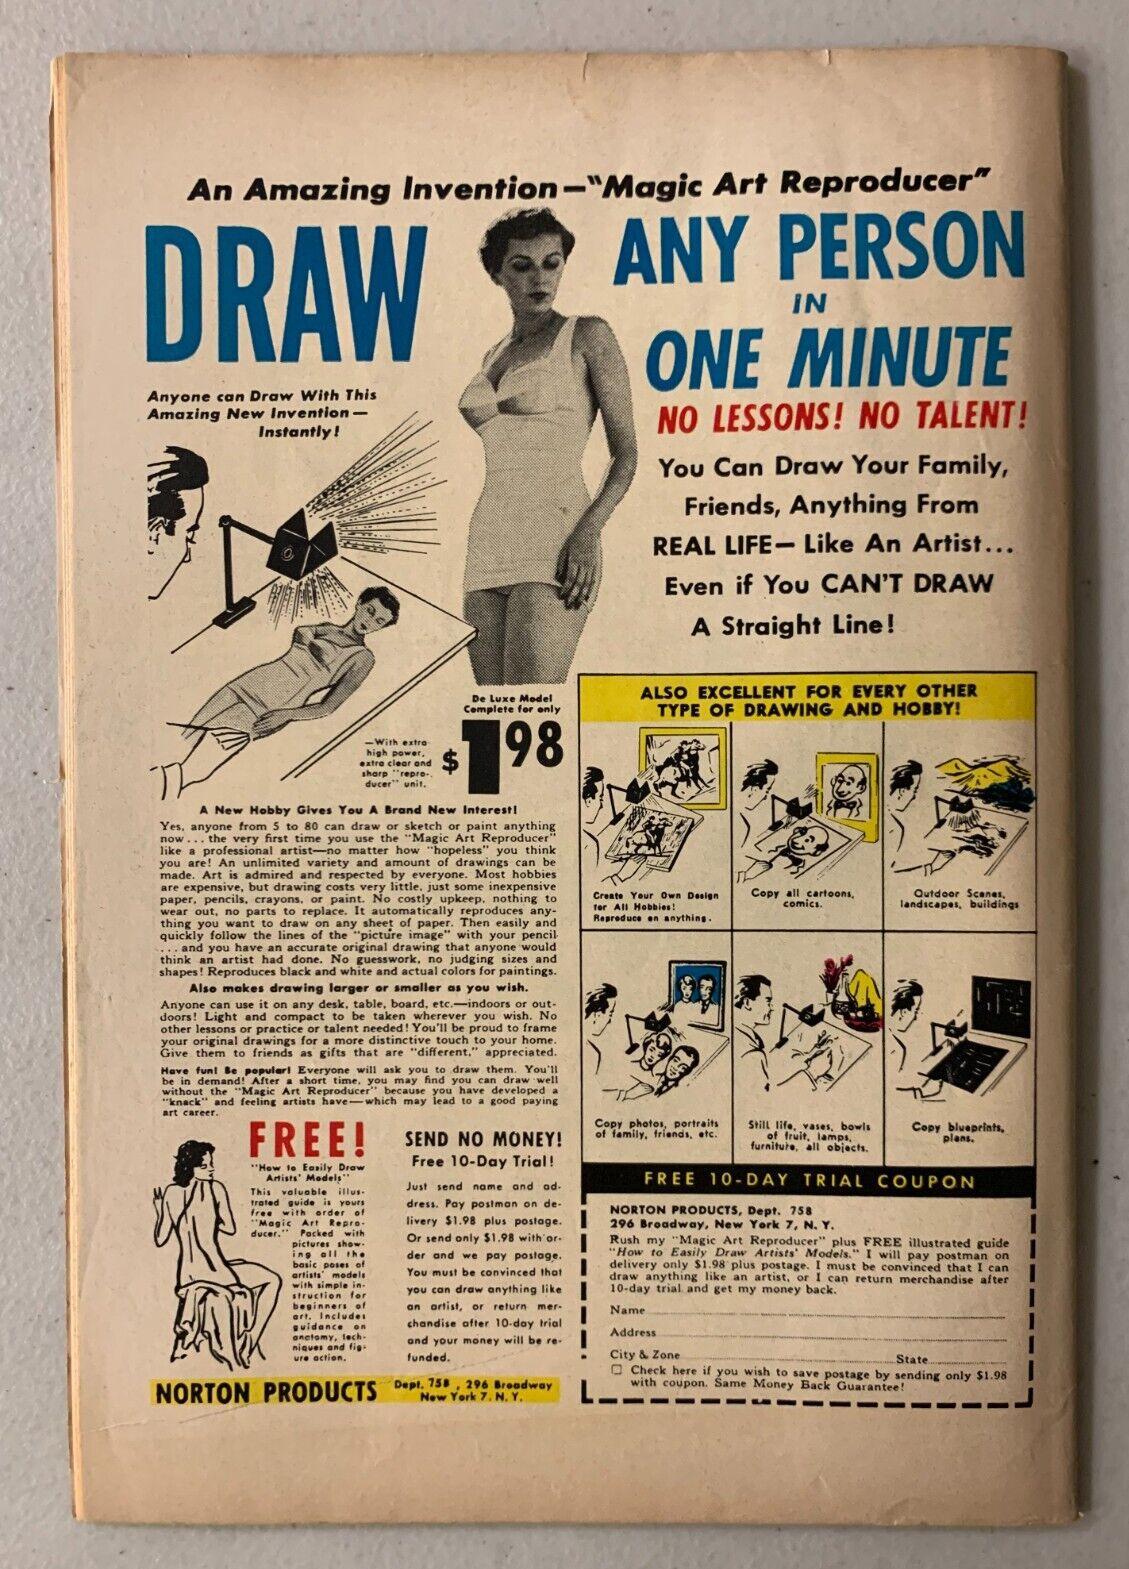 An Amazing Invention—"Magic Art Reproducer"
DRAW
ANY PERSON
IN
ONE MINUTE
NO LESSONS! NO TALENT!
Anyone can Draw With This
Amazing New Invention—
Instantly!
You Can Draw Your Family,
Friends, Anything From
REAL LIFE— Like An Artist...
Even if You CAN'T DRAW
A Straight Line!
De Luxe Model
Complete for only
$1.98
—With extra
high power,
extra clear and
sharp "repro-
ducer" unit.
A New Hobby Gives You A Brand New Interest!
Yes, anyone from 5 to 80 can draw or sketch or paint anything
now . . . the very first time you use the "Magic Art Reproducer"
like a professional artist—no matter how "hopeless" you think
you are! An unlimited variety and amount of drawings can be
made. Art is admired and respected by everyone. Most hobbies
are expensive, but drawing costs very little, just some inexpensive
paper, pencils, crayons, or paint. No costly upkeep, nothing to
wear out, no parts to replace. It automatically reproduces any-
thing you want to draw on any sheet of paper. Then easily and
quickly follow the lines of the "picture image" with your pencil
. . . and you have an accurate original drawing that anyone would
think an artist had done. No guesswork, no judging sizes and
shapes! Reproduces black and white and actual colors for paintings.
Also makes drawing larger or smaller as you wish.
Anyone can use it on any desk, table, board, etc.—indoors or out-
doors! Light and compact to be taken wherever you wish. No
other lessons or practice or talent needed! You'll be proud to frame
your original drawings for a more distinctive touch to your home.
Give them to friends as gifts that are "different," appreciated.
Have fun! Be popular! Everyone will ask you to draw them. You'll
be in demand! After a short time, you may find you can draw well
without the "Magic Art Reproducer" because you have developed a
"knack" and feeling artists have—which may lead to a good paying
art career.
FREE!
"How to Easily Draw
Artists' Models"
This valuable illus-
trated guide is yours
free with order of
"Magic Art Repro-
ducer." Packed with
pictures show-
ing all the
basic poses of
artists' models
with simple in-
struction for
beginners of
art. Includes
guidance on
anatomy, tech-
niques and fig-
ure action.
SEND NO MONEY!
Free 10-Day Trial!
Just send name and ad-
dress. Pay postman on de-
livery $1.98 plus postage.
Or send only $1.98 with or-
der and we pay postage.
You must be convinced that
you can draw anything like
an artist, or return mer-
chandise after 10-day trial
and your money will be re-
funded.
NORTON PRODUCTS Dept. 758, 296 Broadway
New York 7, N. Y.
ALSO EXCELLENT FOR EVERY OTHER
TYPE OF DRAWING AND HOBBY!
Create Your Own Design
for All Hobbies!
Reproduce on anything.
Copy all cartoons,
comics.
Outdoor Scenes,
landscapes, buildings
Copy photos, portraits
of family, friends, etc.
Still life, vases, bowls
of fruit, lamps,
furniture, all objects.
Copy blueprints,
plans.
FREE 10-DAY TRIAL COUPON
NORTON PRODUCTS, Dept. 758
296 Broadway, New York 7, N. Y.
Rush my "Magic Art Reproducer" plus FREE illustrated guide
"How to Easily Draw Artists' Models." I will pay postman on
delivery only $1.98 plus postage. I must be convinced that I can
draw anything like an artist, or I can return merchandise after
10-day trial and get my money back.
Name
Address
City & Zone State
☐ Check here if you wish to save postage by sending only $1.98
with coupon. Same Money Back Guarantee!